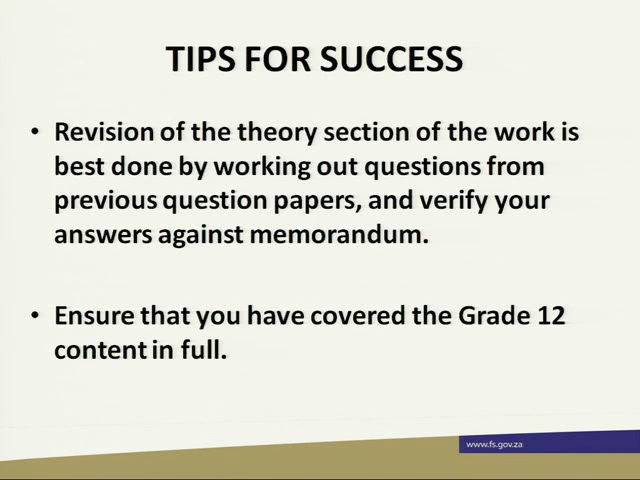 TIPS FOR SUCCESS
• Revision of the theory section of the work is
best done by working out questions from
previous question papers, and verify your
answers against memorandum.
• Ensure that you have covered the Grade 12
content in full.
www.fs.gov.za